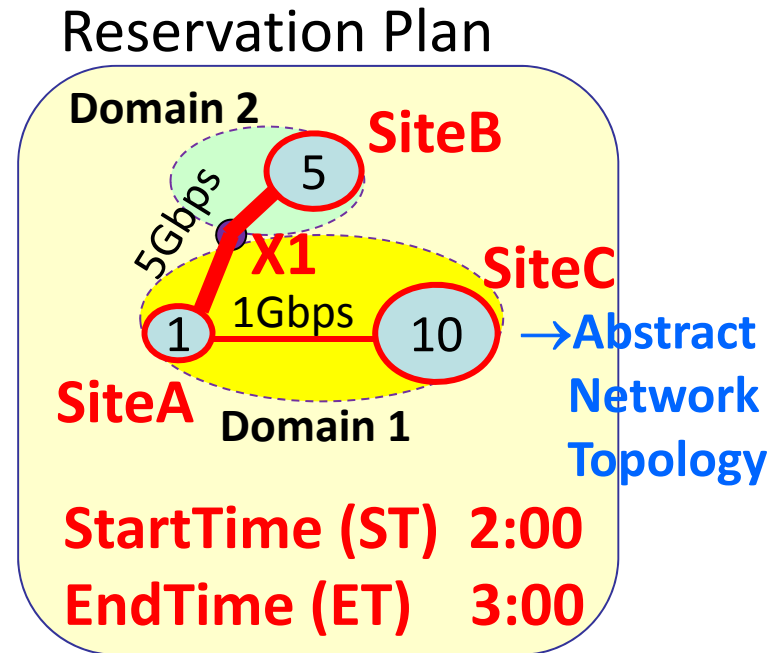 Reservation Plan
Domain 2
SiteB
5
5Gbps
X1
SiteC
1Gbps
1
10
→Abstract
Network
Topology
SiteA
Domain 1
StartTime (ST) 2:00
EndTime (ET) 3:00